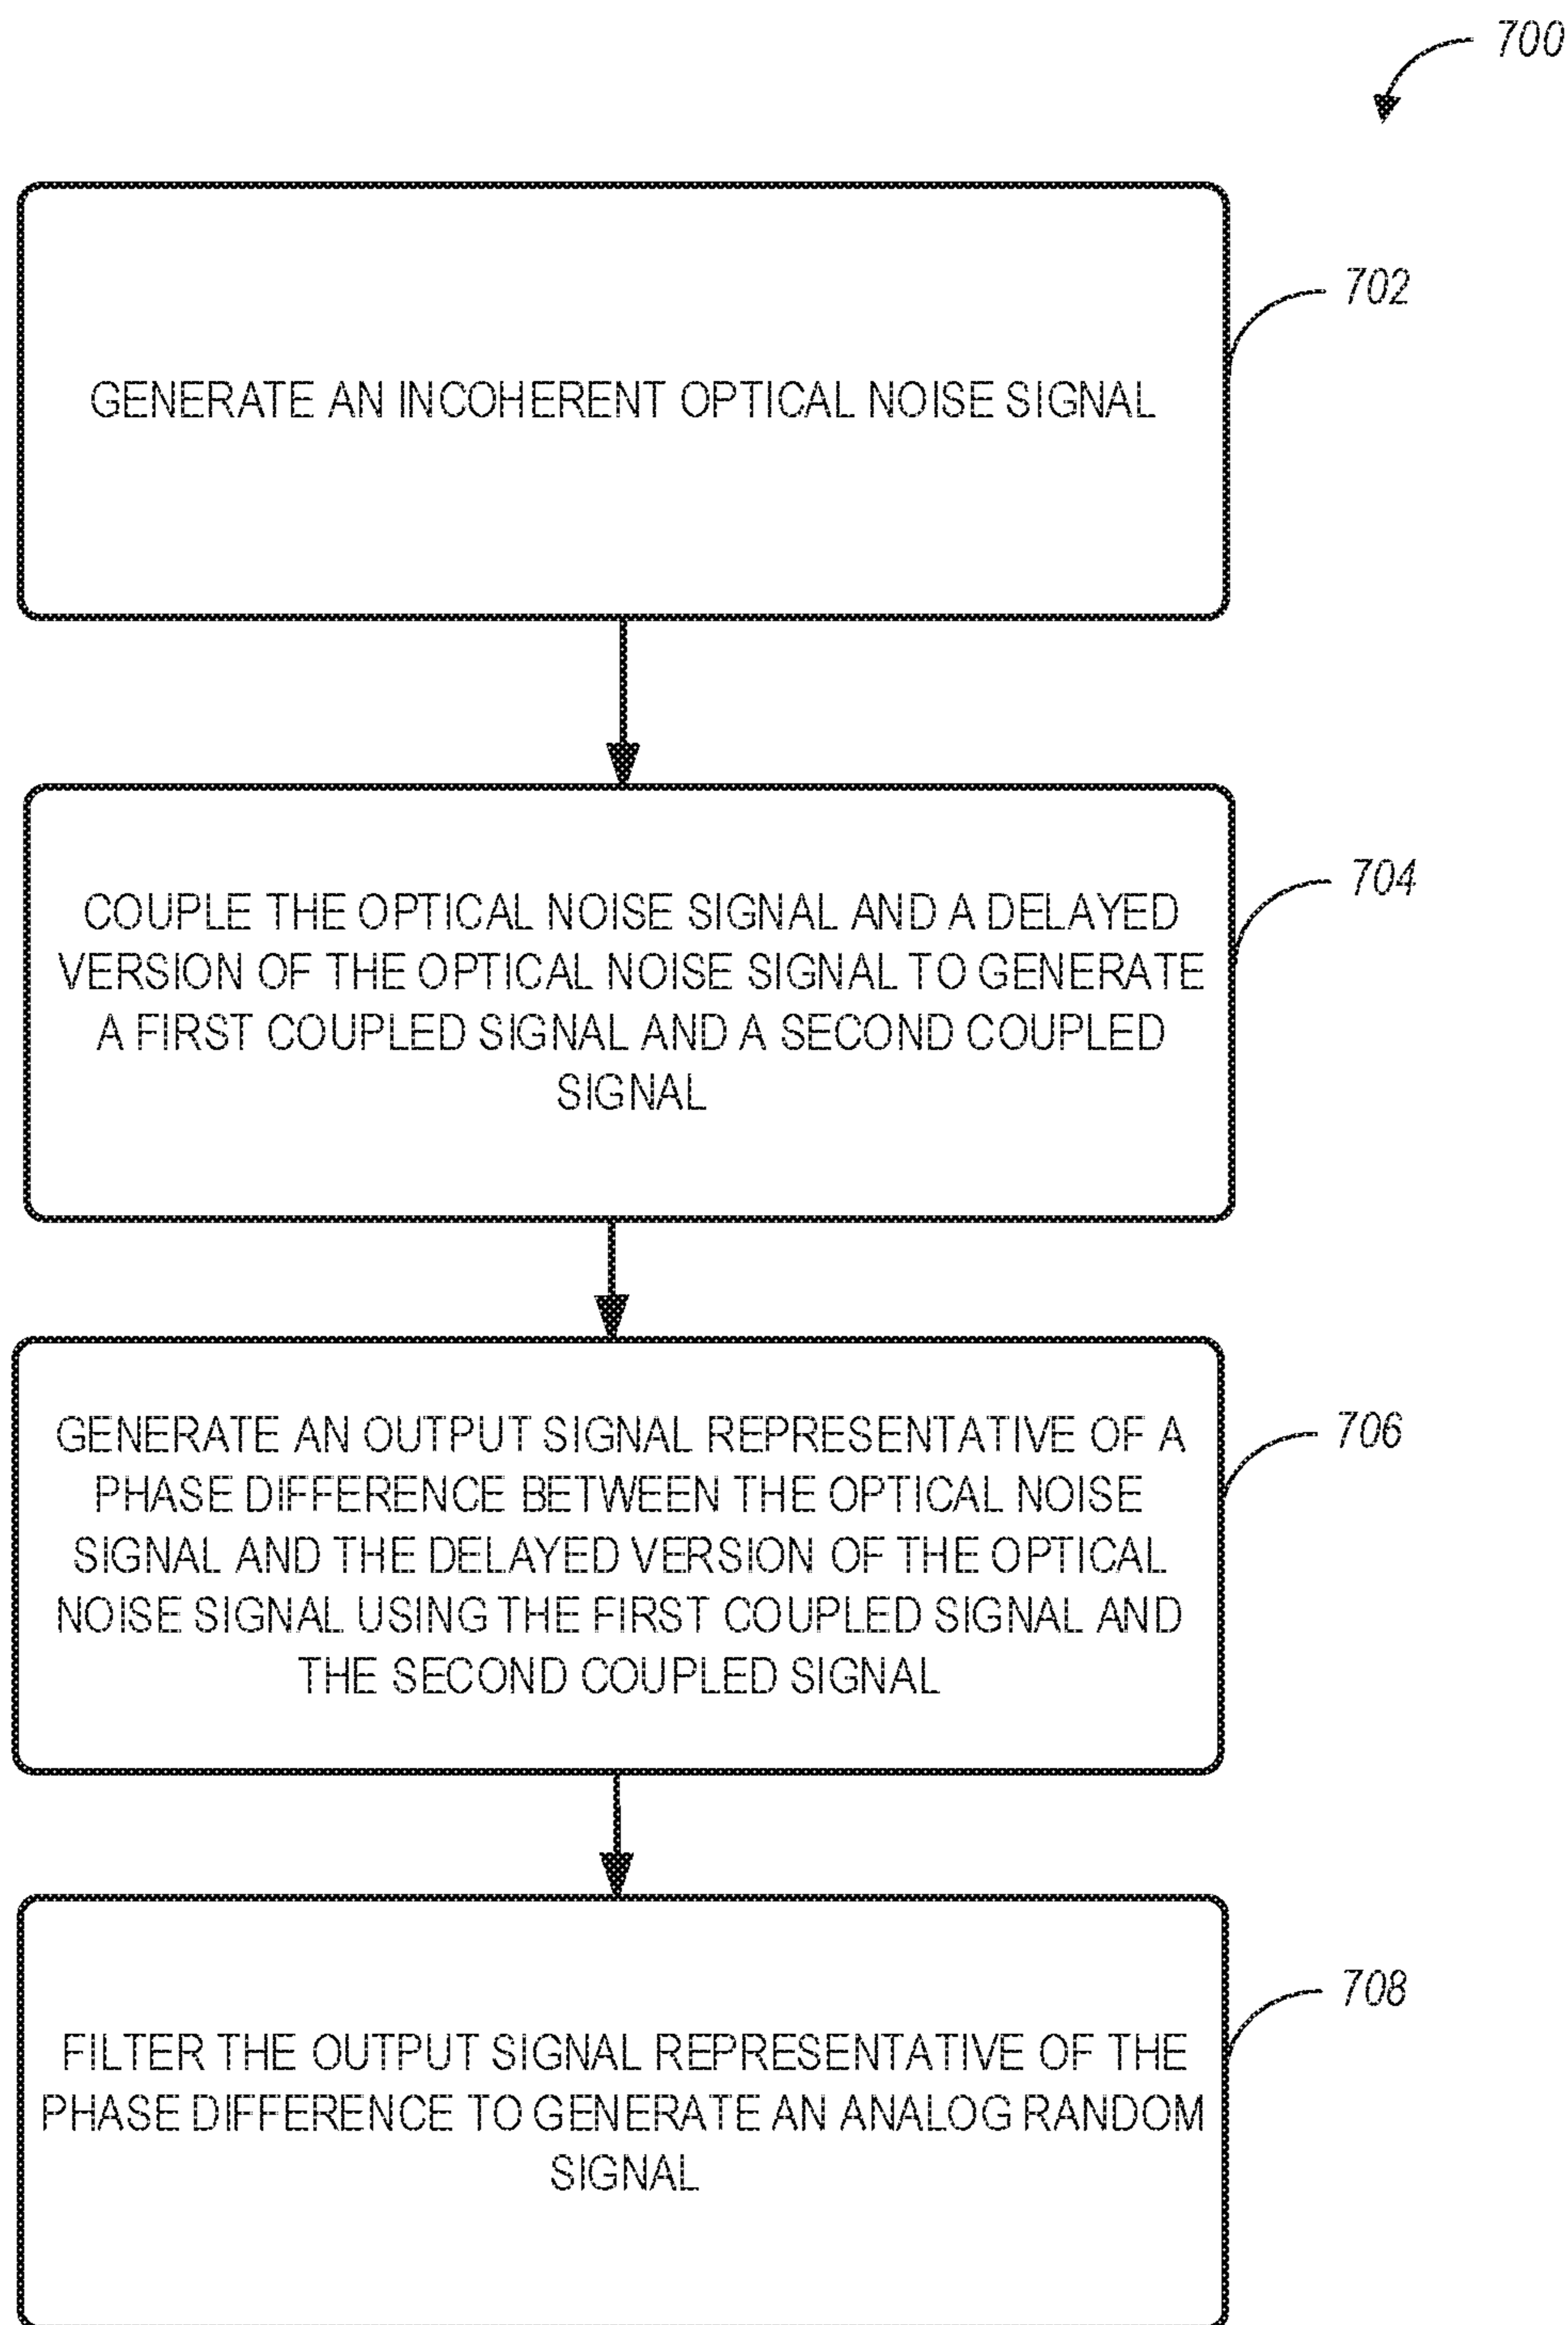 700
702
GENERATE AN INCOHERENT OPTICAL NOISE SIGNAL
704
COUPLE THE OPTICAL NOISE SIGNAL AND A DELAYED
VERSION OF THE OPTICAL NOISE SIGNAL TO GENERATE
A FIRST COUPLED SIGNAL AND A SECOND COUPLED
SIGNAL
706
GENERATE AN OUTPUT SIGNAL REPRESENTATIVE OF A
PHASE DIFFERENCE BETWEEN THE OPTICAL NOISE
SIGNAL AND THE DELAYED VERSION OF THE OPTICAL
NOISE SIGNAL USING THE FIRST COUPLED SIGNAL AND
THE SECOND COUPLED SIGNAL
708
FILTER THE OUTPUT SIGNAL REPRESENTATIVE OF THE
PHASE DIFFERENCE TO GENERATE AN ANALOG RANDOM
SIGNAL